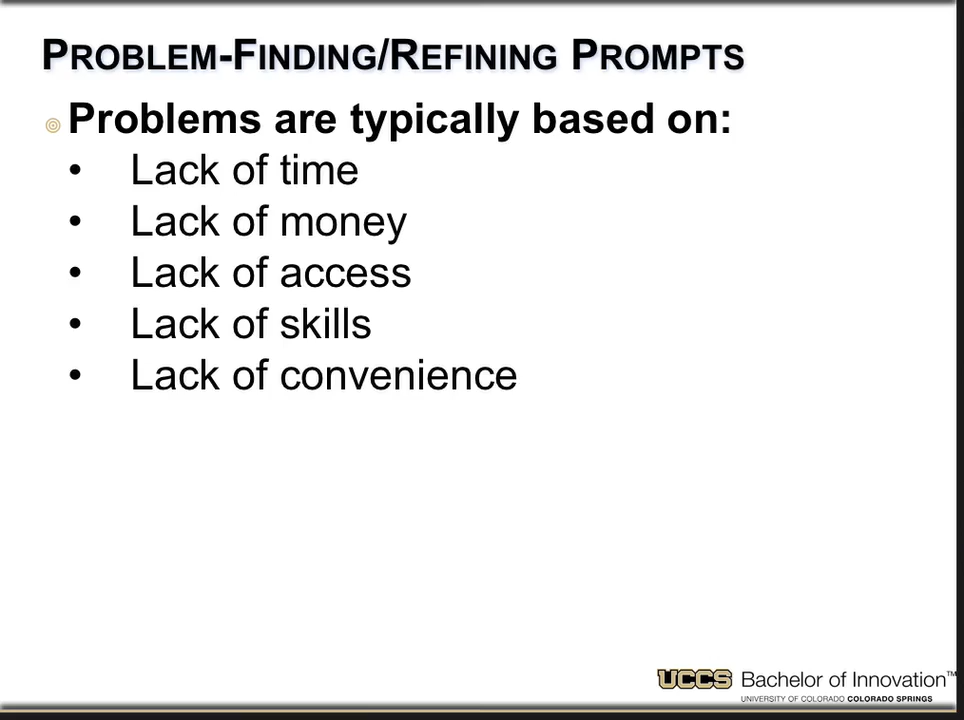 PROBLEM-FINDING/REFINING PROMPTS
Problems are typically based on:
• Lack of time
• Lack of money
• Lack of access
• Lack of skills
• Lack of convenience
UCCS Bachelor of Innovation™
UNIVERSITY OF COLORADO COLORADO SPRINGS